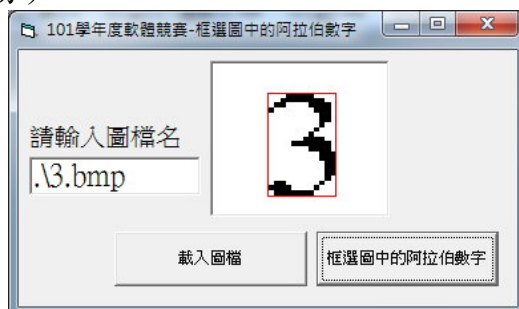 101學年度軟體競賽-框選圖中的阿拉伯數字
請輸入圖檔名
.\3.bmp
3
載入圖檔
框選圖中的阿拉伯數字